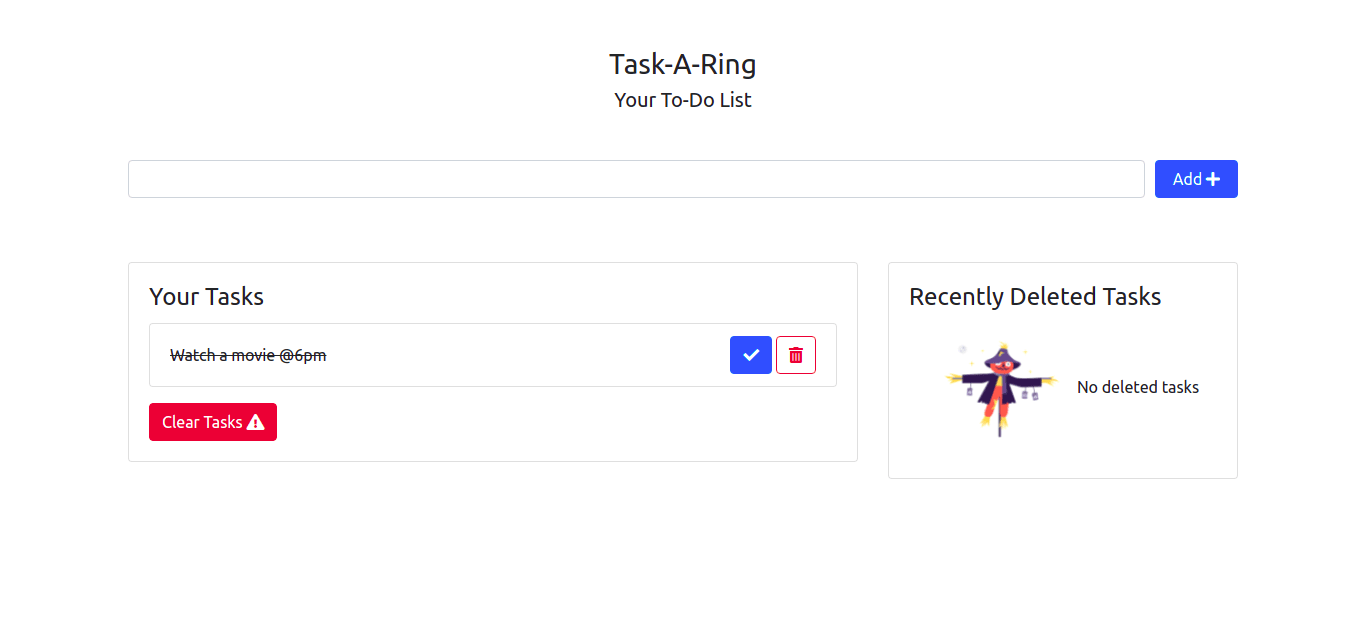 Task-A-Ring
Your To-Do List
Add
Your Tasks
Watch a movie @6pm
Clear Tasks
Recently Deleted Tasks
No deleted tasks